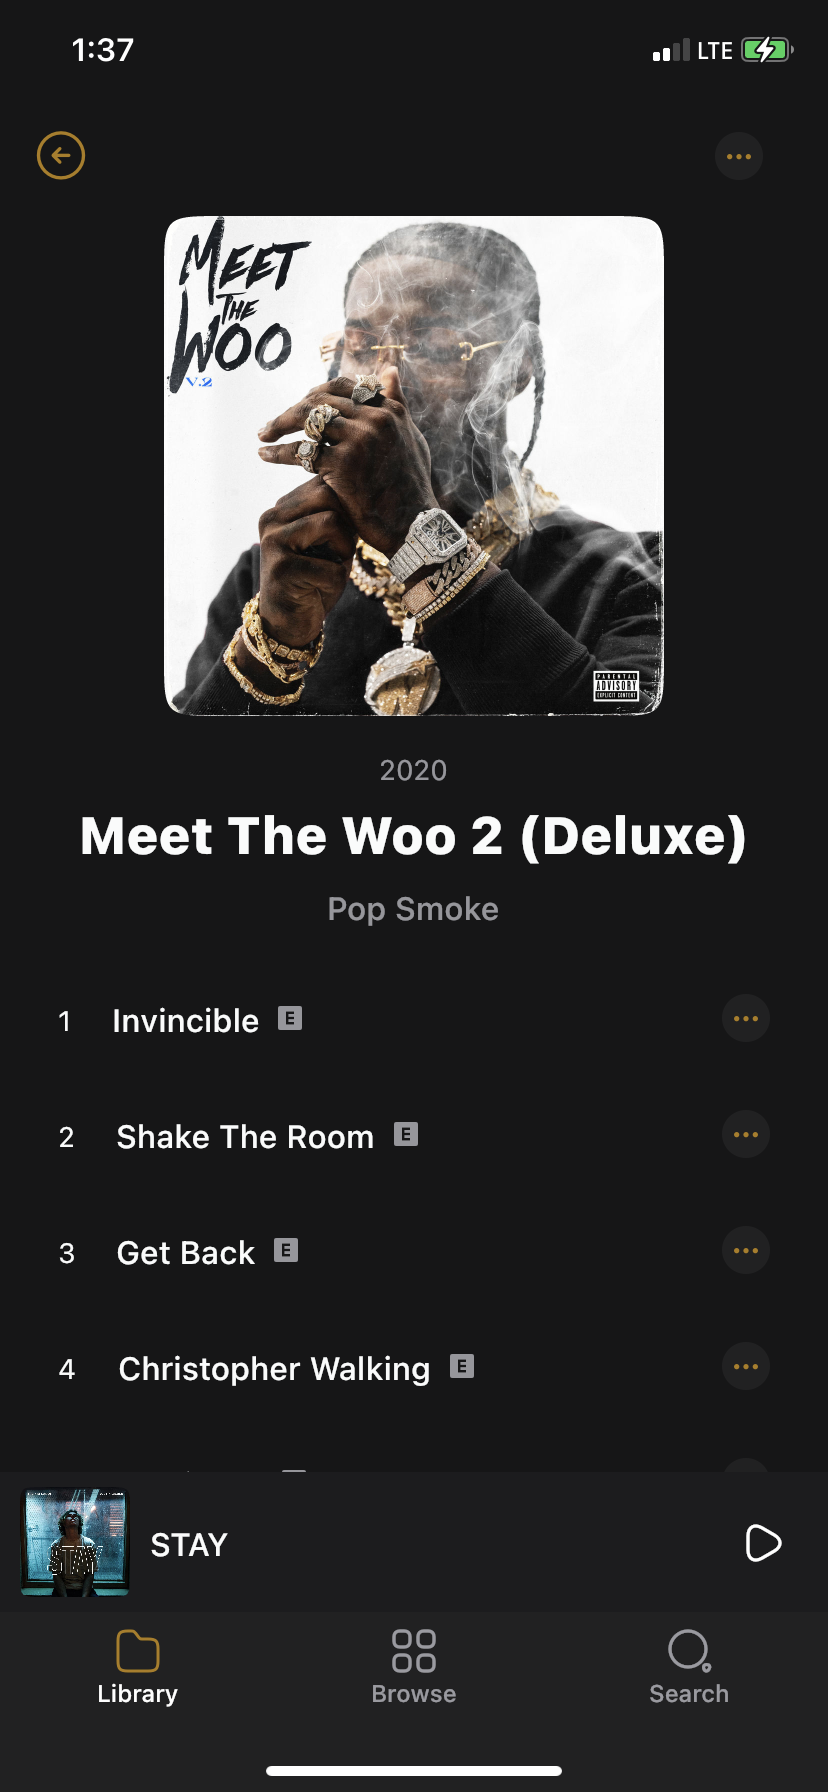 1:37
LTE
MEET
THE
WOO
V.2
PARENTAL
ADVISORY
EXPLICIT CONTENT
2020
Meet The Woo 2 (Deluxe)
Pop Smoke
1 Invincible E
2 Shake The Room E
3 Get Back E
4 Christopher Walking E
STAY
STAY
Library
Browse
Search